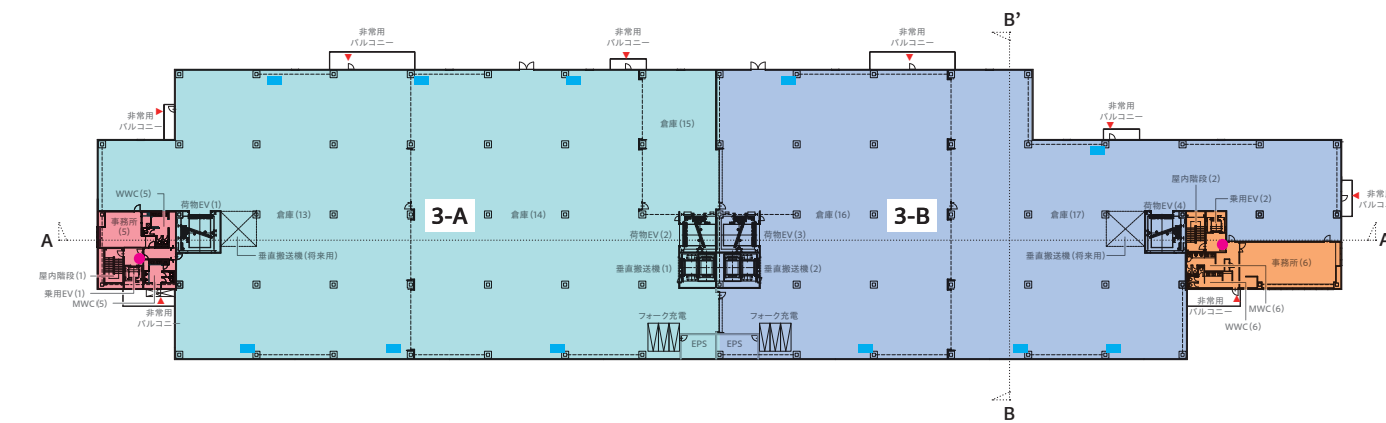 B’
非常用
バルコニー
非常用
バルコニー
非常用
バルコニー
非常用
バルコニー
非常用
バルコニー
倉庫(15)
WWC(5)
荷物EV(1)
事務所
(5)
倉庫(13)
3-A
倉庫(14)
荷物EV(2)
荷物EV(3)
倉庫(16)
3-B
倉庫(17)
荷物EV(4)
屋内階段(2)
乗用EV(2)
非常
バルコ
A
A
垂直搬送機(将来用)
垂直搬送機(1)
垂直搬送機(2)
垂直搬送機(将来用)
事務所(6)
屋内階段(1)
乗用EV(1)
MWC(5)
非常用
バルコニー
非常用
バルコニー
MWC(6)
WWC(6)
フォーク充電
フォーク充電
EPS
EPS
B